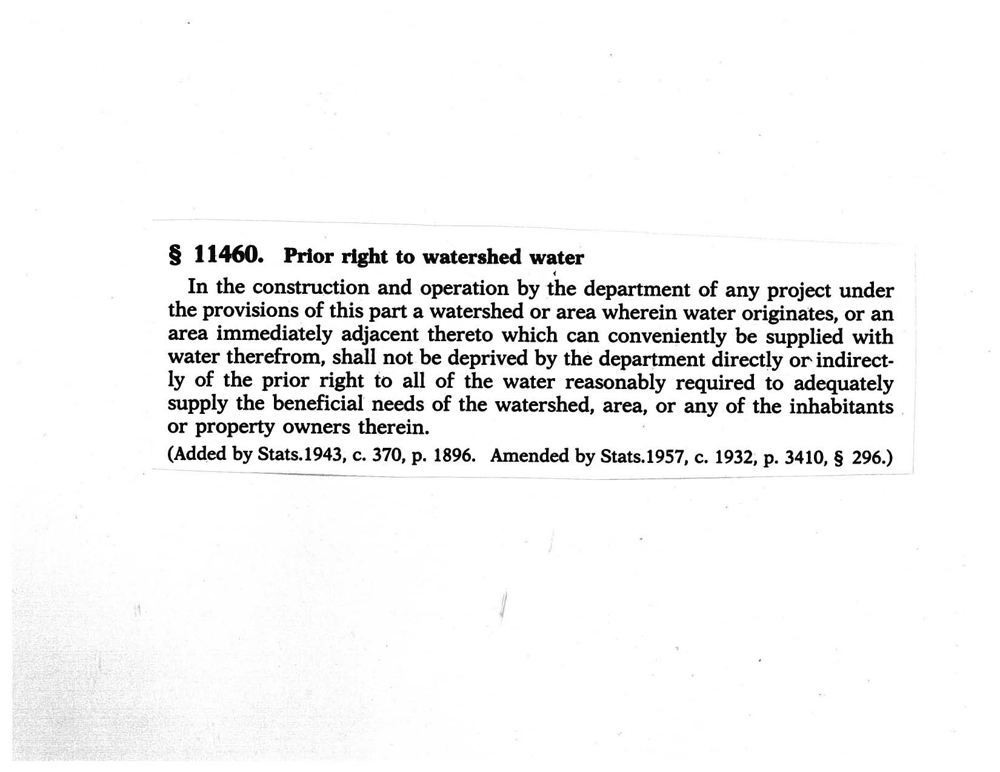 § 11460. Prior right to watershed water
In the construction and operation by the department of any project under
the provisions of this part a watershed or area wherein water originates, or an
area immediately adjacent thereto which can conveniently be supplied with
water therefrom, shall not be deprived by the department directly or indirect-
ly of the prior right to all of the water reasonably required to adequately
supply the beneficial needs of the watershed, area, or any of the inhabitants
or property owners therein.
(Added by Stats.1943, c. 370, p. 1896. Amended by Stats.1957, c. 1932, p. 3410, § 296.)